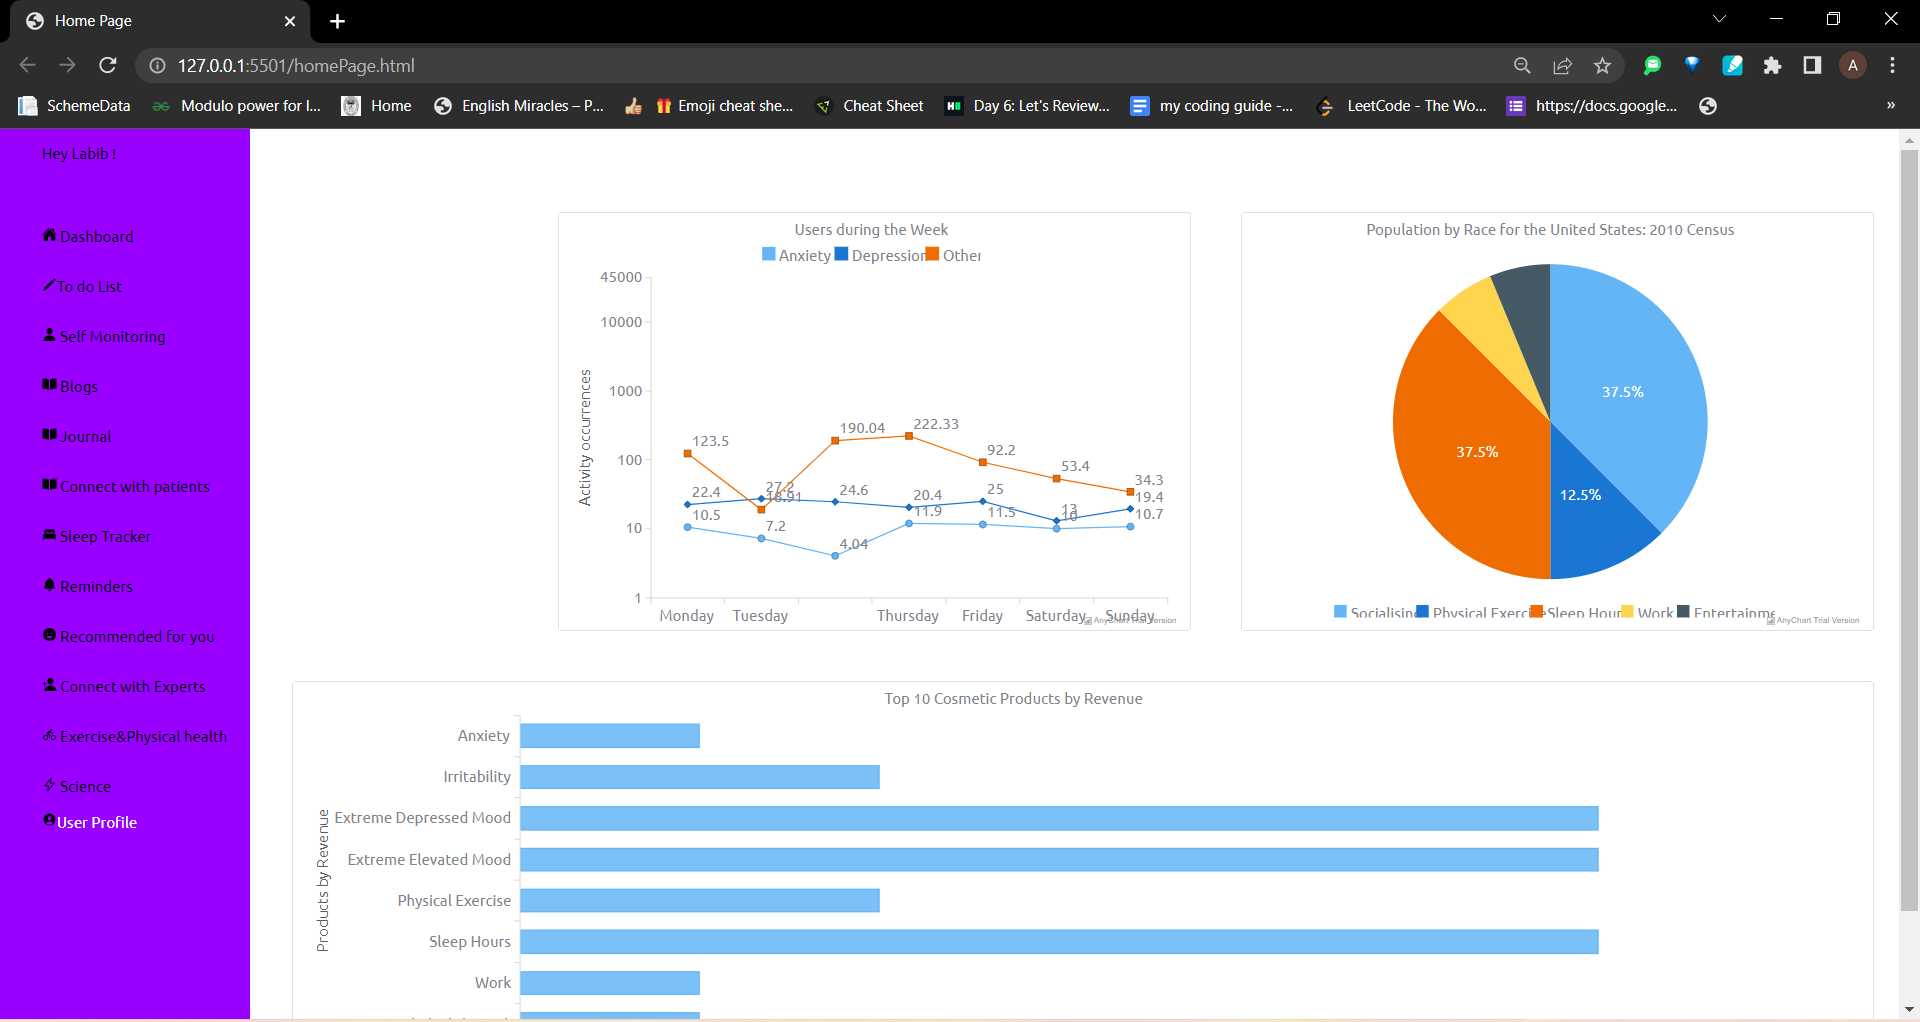 Home Page
127.0.0.1:5501/homePage.html
A
SchemeData
Modulo power for I...
Home
English Miracles – P...
Emoji cheat she...
Cheat Sheet
Day 6: Let's Review...
my coding guide -...
LeetCode - The Wo...
https://docs.google...
»
Hey Labib !
Dashboard
To do List
Self Monitoring
Blogs
Journal
Connect with patients
Sleep Tracker
Reminders
Recommended for you
Connect with Experts
Exercise&Physical health
Science
User Profile
Users during the Week
Anxiety Depression Other
45000
10000
1000
100
10
1
Activity occurrences
123.5 190.04 222.33 92.2 53.4 34.3
22.4 27.2 24.6 20.4 25 13 19.4
18.91
10.5 7.2 4.04 11.9 11.5 10 10.7
Monday Tuesday Thursday Friday Saturday Sunday
AnyChart Trial Version
Population by Race for the United States: 2010 Census
37.5%
37.5%
12.5%
Socialising Physical Exercise Sleep Hour Work Entertainme
AnyChart Trial Version
Top 10 Cosmetic Products by Revenue
Products by Revenue
Anxiety
Irritability
Extreme Depressed Mood
Extreme Elevated Mood
Physical Exercise
Sleep Hours
Work